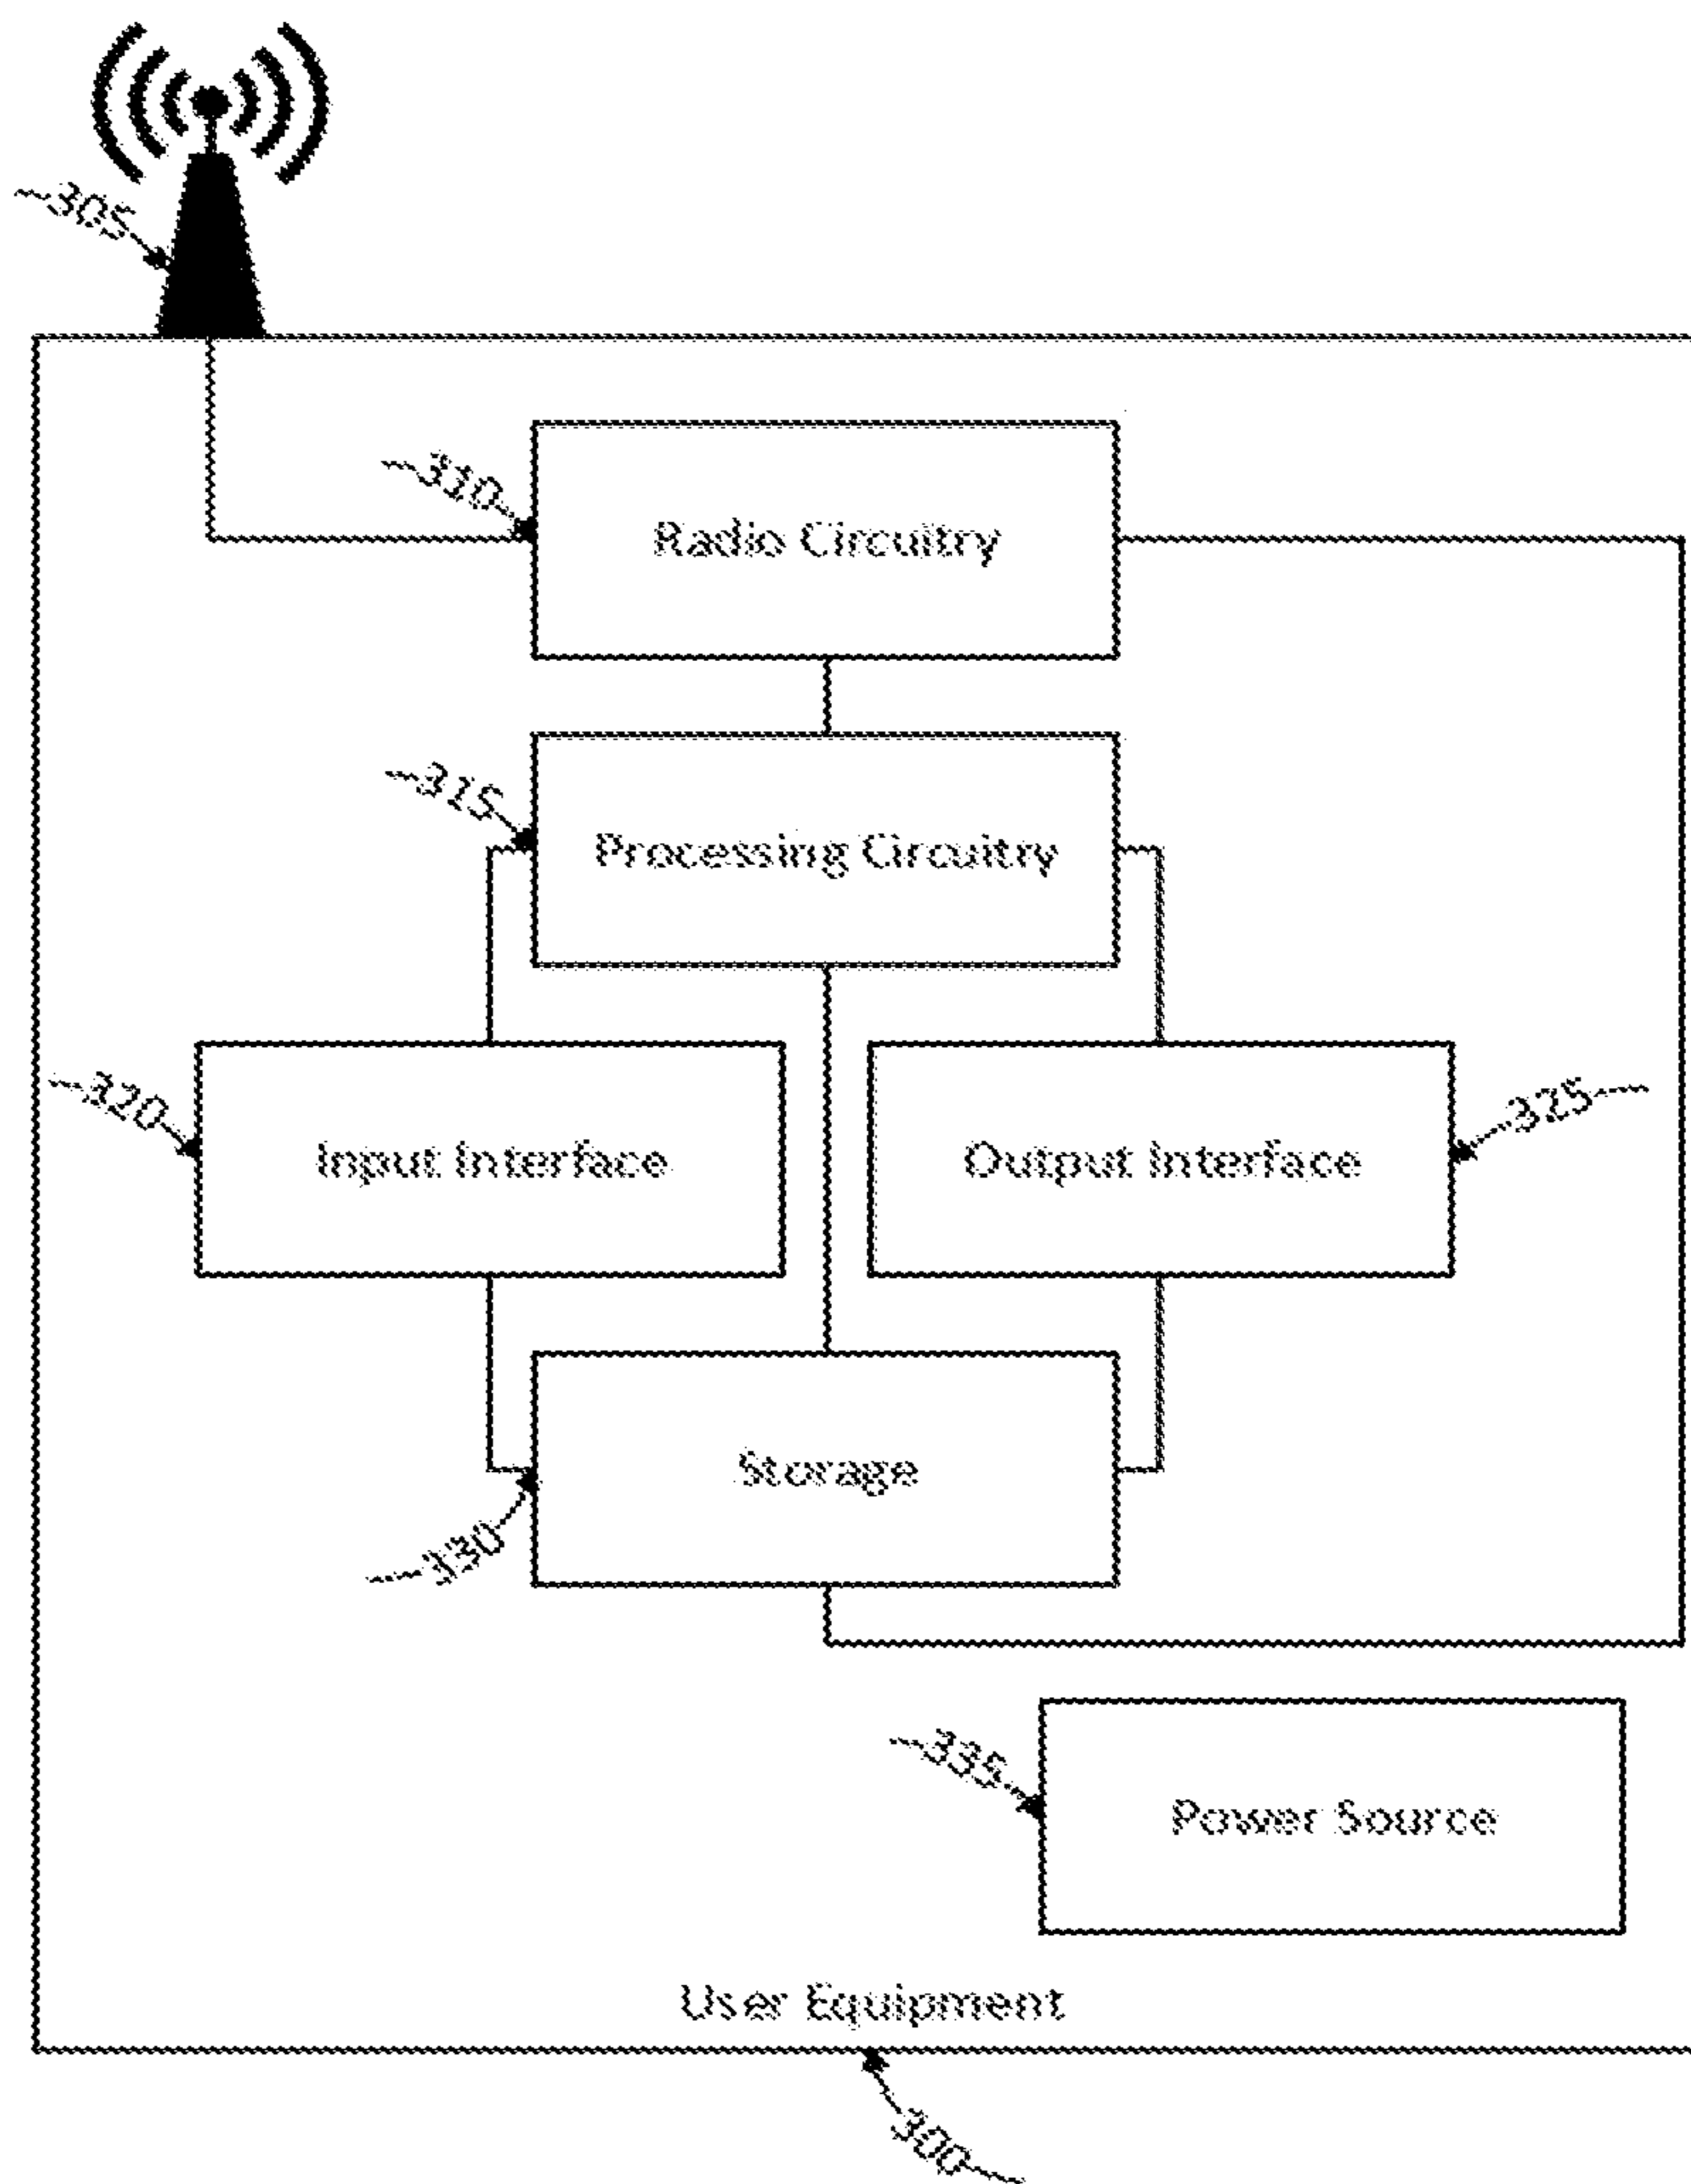 305
310
Radio Circuitry
315
Processing Circuitry
320
Input Interface
Output Interface
325
Storage
330
335
Power Source
User Equipment
300